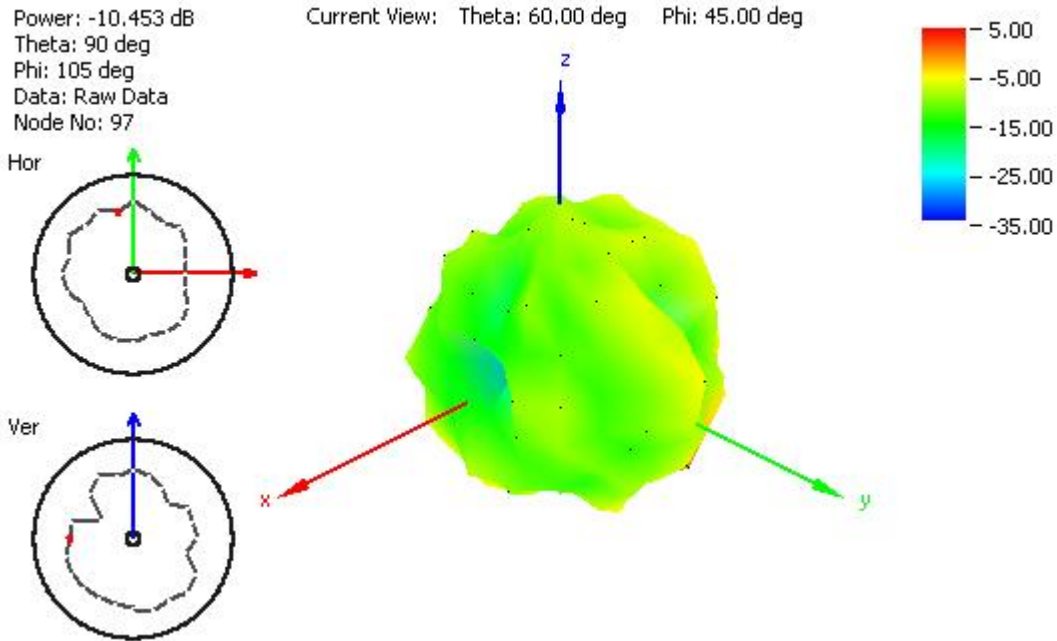 Power: -10.453 dB
Theta: 90 deg
Phi: 105 deg
Data: Raw Data
Node No: 97
Current View: Theta: 60.00 deg Phi: 45.00 deg
Hor
Ver
z
x
y
5.00
-5.00
-15.00
-25.00
-35.00